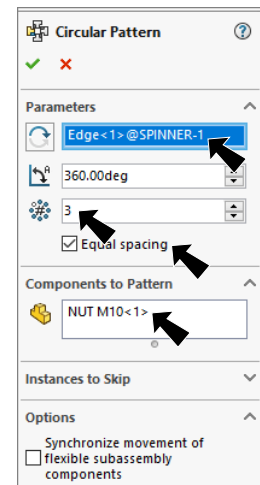 Circular Pattern
Parameters
Edge<1>@SPINNER-1
360.00deg
3
Equal spacing
Components to Pattern
NUT M10<1>
Instances to Skip
Options
Synchronize movement of
flexible subassembly
components